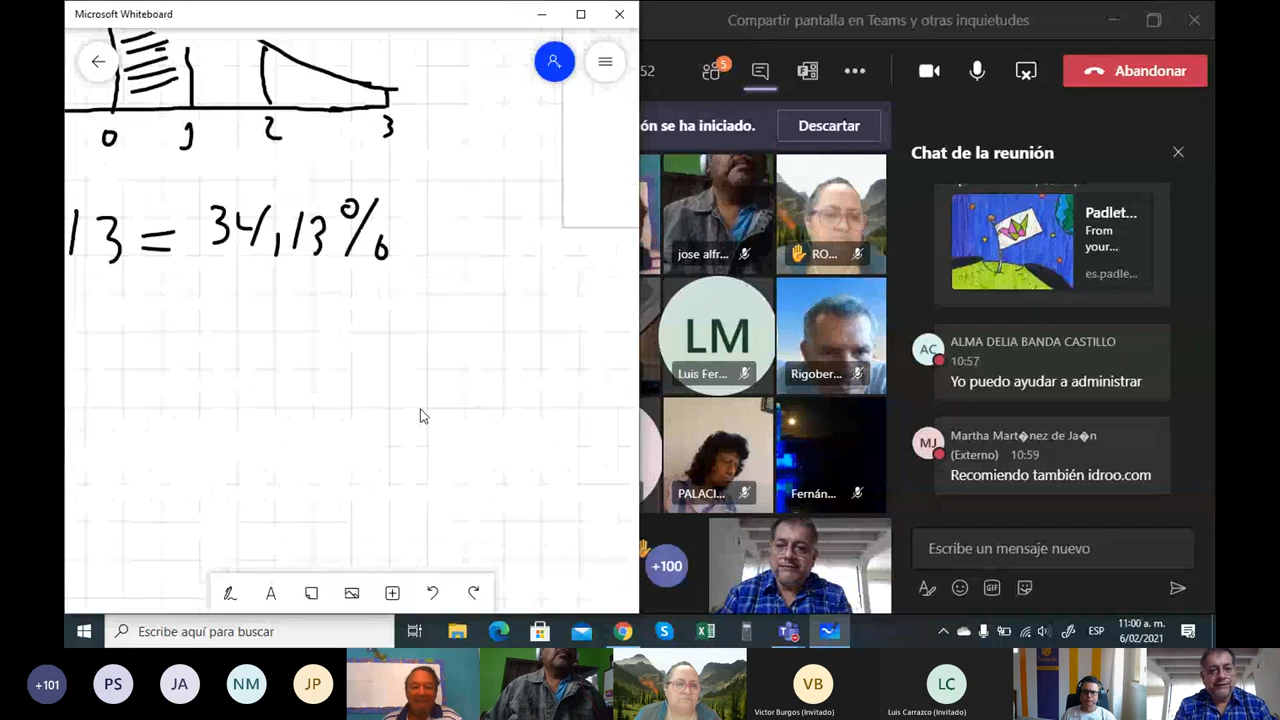 Microsoft Whiteboard
0 1 2 3
13 = 34,13%
Escribe aquí para buscar
Compartir pantalla en Teams y otras inquietudes
52
5
Abandonar
ón se ha iniciado.
Descartar
jose alfr...
RO...
LM
Luis Fer...
Rigober...
PALACI...
Fernán...
+100
Chat de la reunión
Padlet...
From
your...
es.padle...
AC
ALMA DELIA BANDA CASTILLO
10:57
Yo puedo ayudar a administrar
MJ
Martha Mart�nez de Ja�n
(Externo) 10:59
Recomiendo también idroo.com
Escribe un mensaje nuevo
GIF
ESP
11:00 a. m.
6/02/2021
+101
PS
JA
NM
JP
VB
Victor Burgos (Invitado)
LC
Luis Carrazco (Invitado)